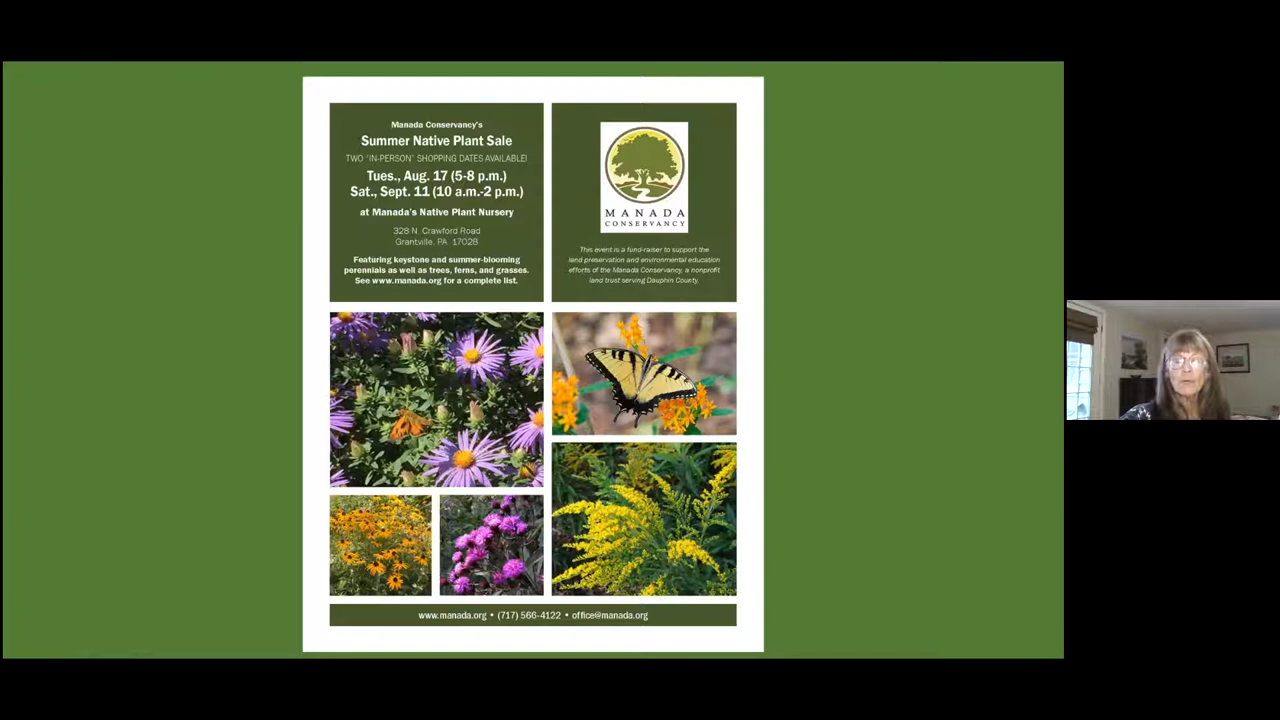 Manada Conservancy's
Summer Native Plant Sale
TWO 'IN-PERSON' SHOPPING DATES AVAILABLE!
Tues., Aug. 17 (5-8 p.m.)
Sat., Sept. 11 (10 a.m.-2 p.m.)
at Manada's Native Plant Nursery
328 N. Crawford Road
Grantville, PA 17028
Featuring keystone and summer-blooming
perennials as well as trees, ferns, and grasses.
See www.manada.org for a complete list.
MANADA
CONSERVANCY
This event is a fund-raiser to support the
land preservation and environmental education
efforts of the Manada Conservancy, a nonprofit
land trust serving Dauphin County.
www.manada.org • (717) 566-4122 • office@manada.org